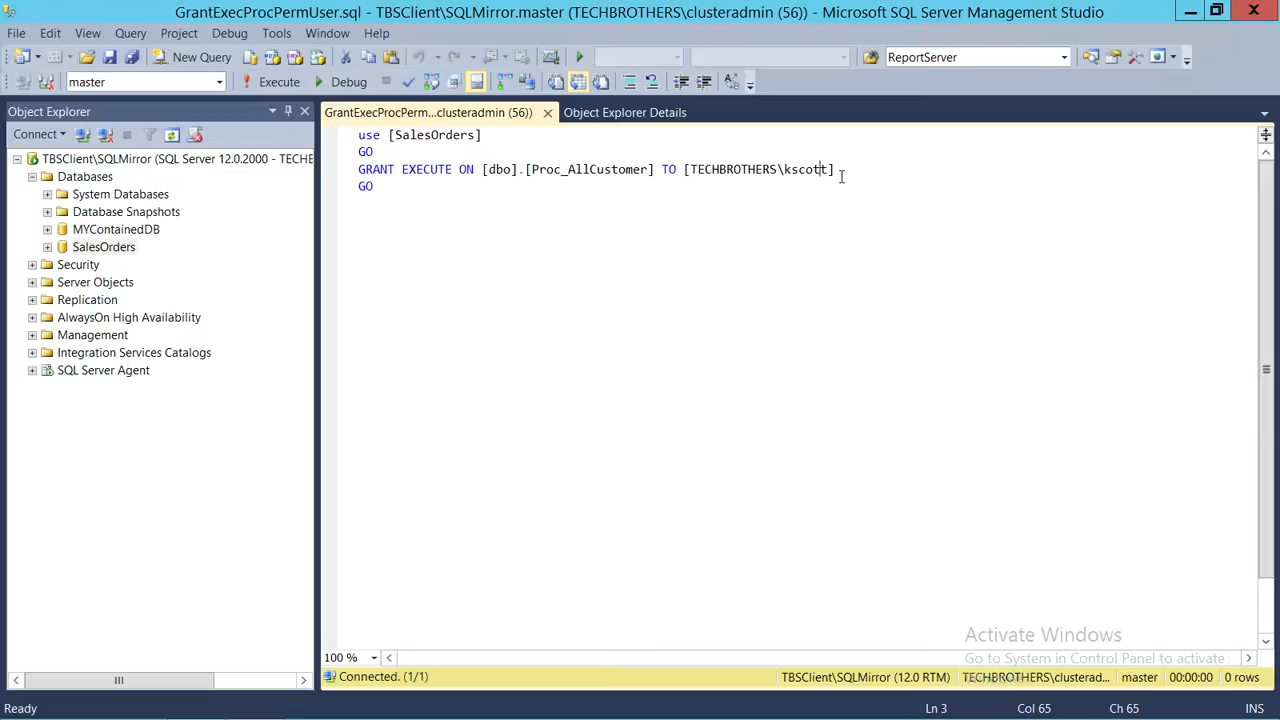 GrantExecProcPermUser.sql - TBSClient\SQLMirror.master (TECHBROTHERS\clusteradmin (56)) - Microsoft SQL Server Management Studio
File Edit View Query Project Debug Tools Window Help
New Query ReportServer
master Execute Debug
Object Explorer
GrantExecProcPerm...clusteradmin (56)) Object Explorer Details
Connect
use [SalesOrders]
GO
GRANT EXECUTE ON [dbo].[Proc_AllCustomer] TO [TECHBROTHERS\kscott]
GO
TBSClient\SQLMirror (SQL Server 12.0.2000 - TECHE
Databases
System Databases
Database Snapshots
MYContainedDB
SalesOrders
Security
Server Objects
Replication
AlwaysOn High Availability
Management
Integration Services Catalogs
SQL Server Agent
Activate Windows
Go to System in Control Panel to activate
100 %
Connected. (1/1) TBSClient\SQLMirror (12.0 RTM) TECHBROTHERS\clusterad... master 00:00:00 0 rows
Ready Ln 3 Col 65 Ch 65 INS